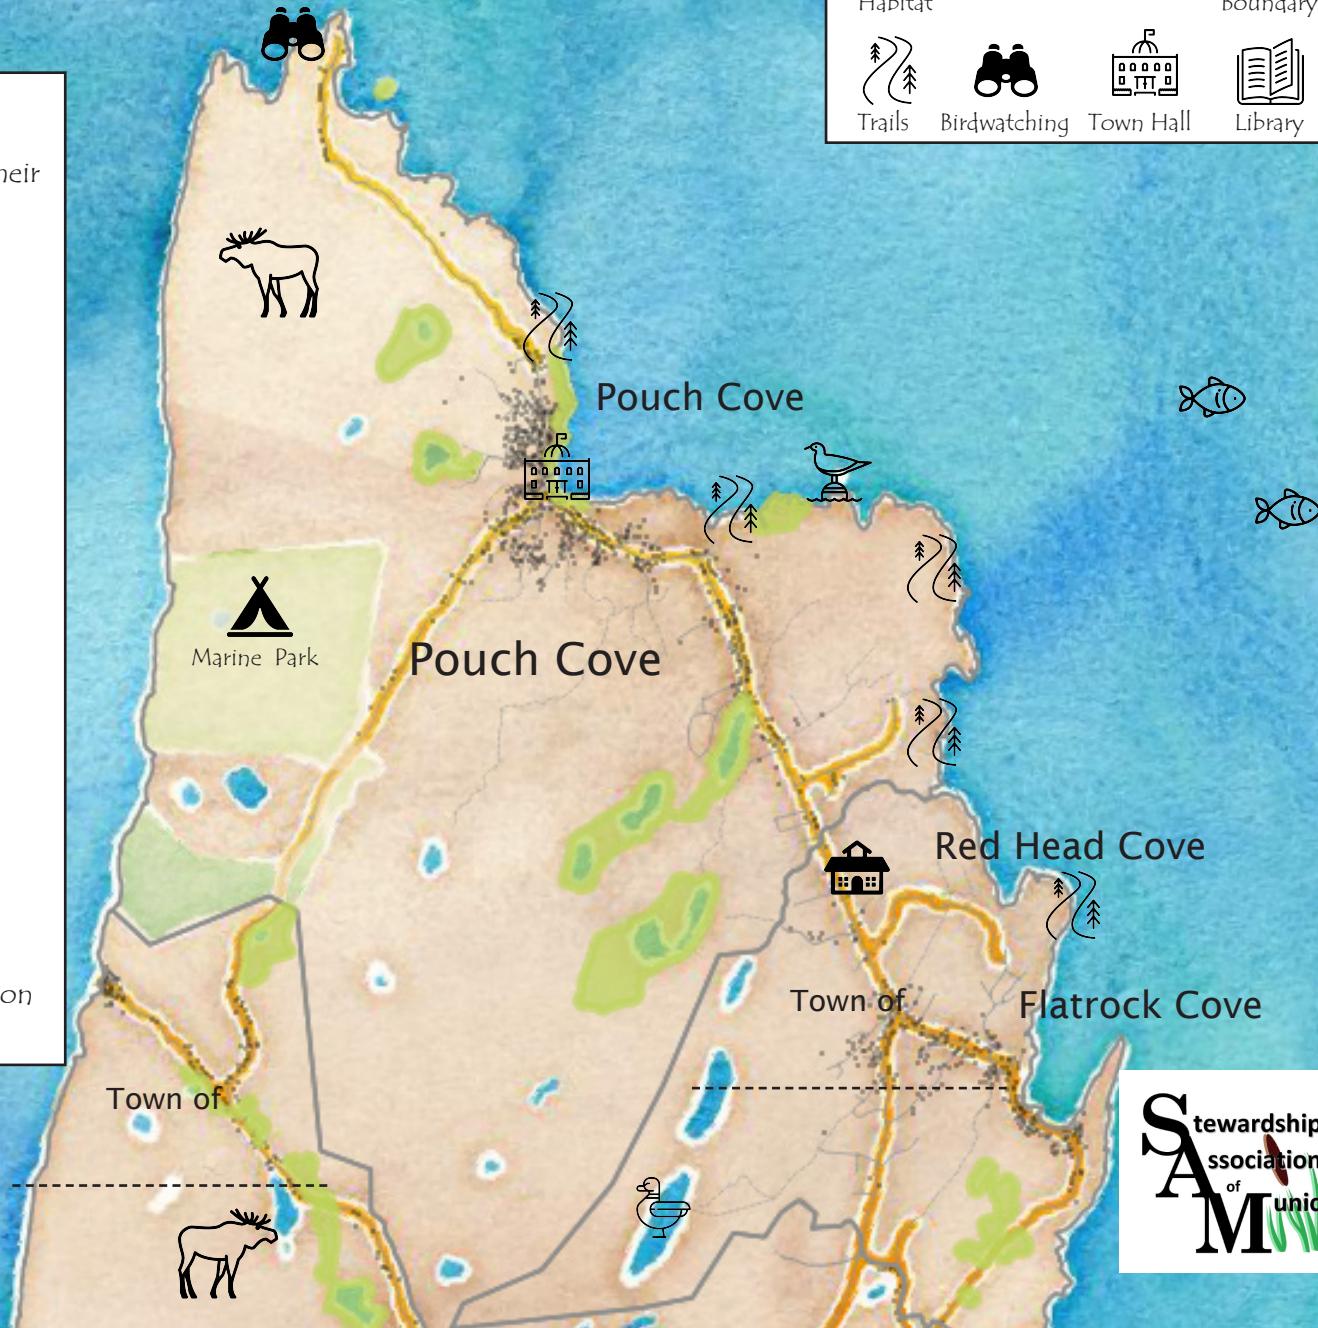 Habitat
Boundary
Trails
Birdwatching
Town Hall
Library
heir
Pouch Cove
Marine Park
Pouch Cove
Red Head Cove
on
Town of
Flatrock Cove
Town of
Stewardship
Association
of
Munic